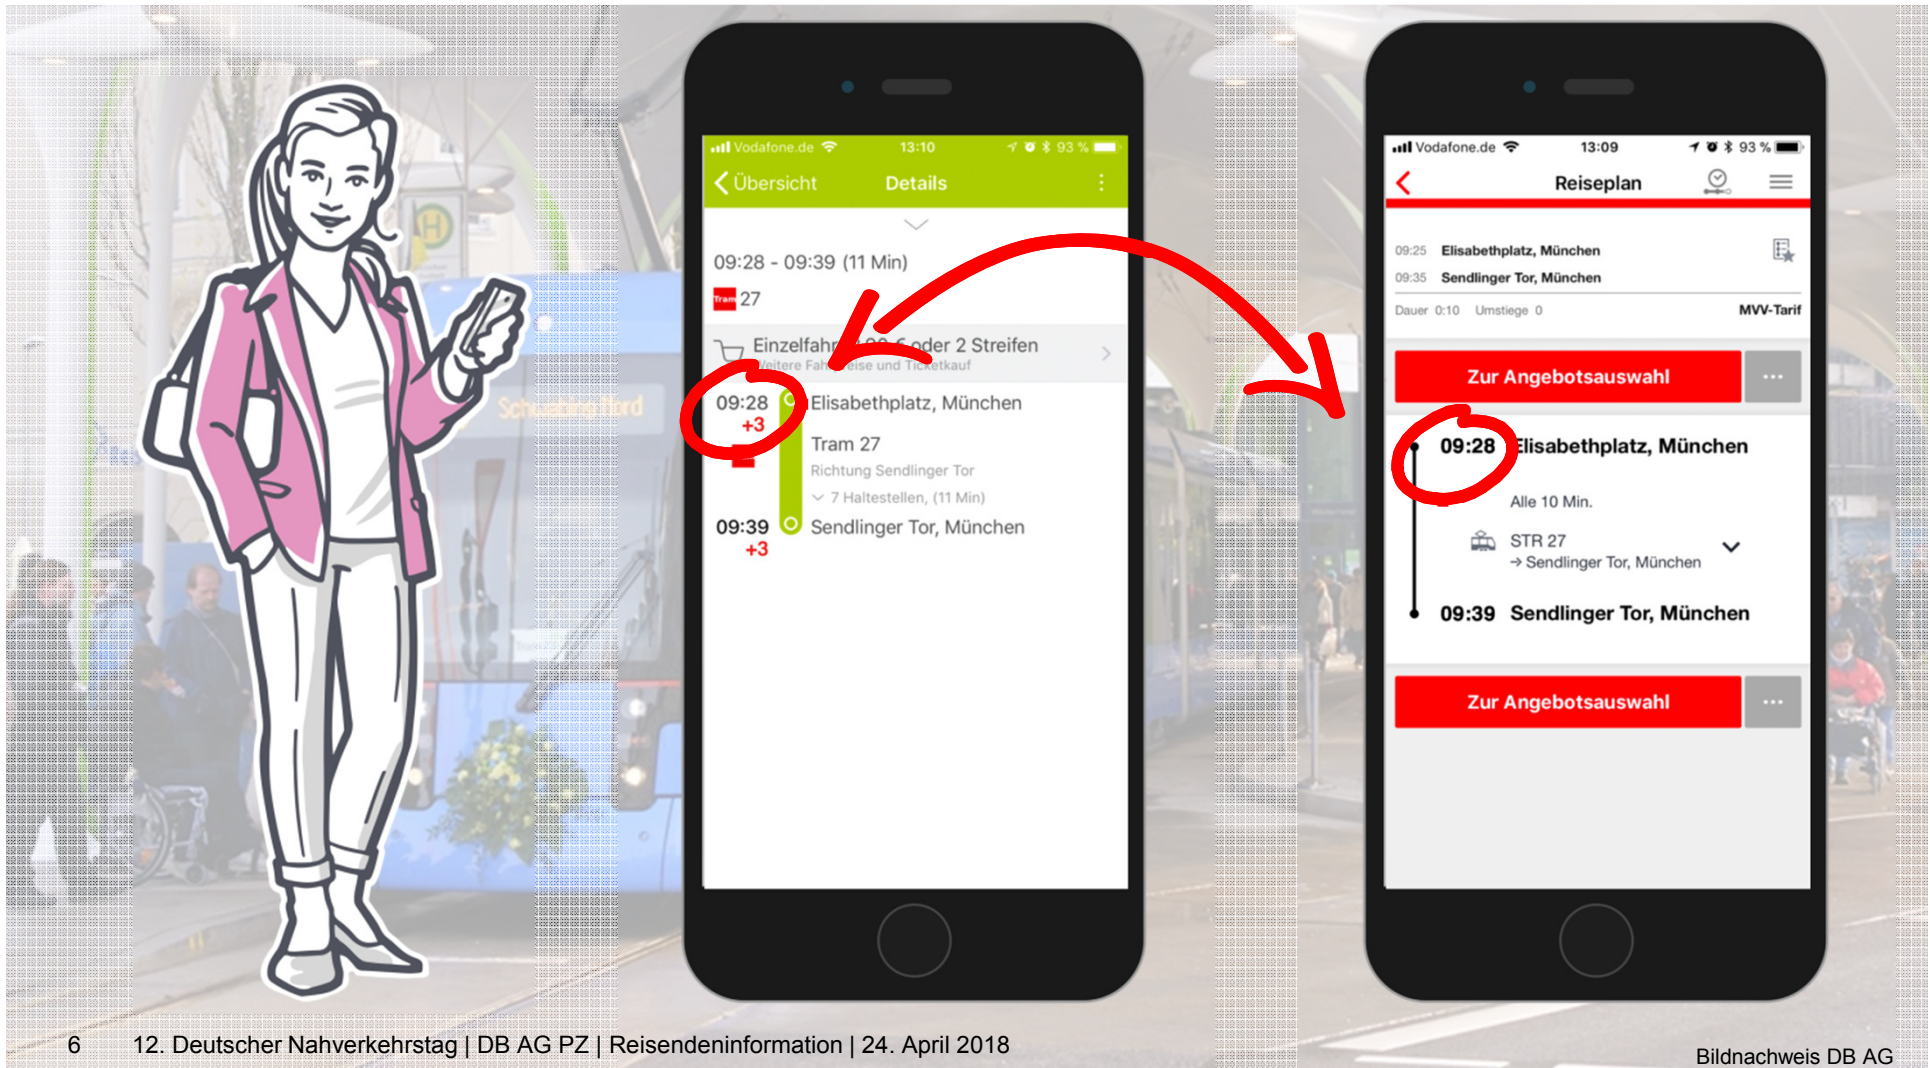 Schwabing Nord
Vodafone.de 13:10 93 %
Übersicht Details
09:28 - 09:39 (11 Min)
Tram 27
Einzelfahr oder 2 Streifen
und Ticketkauf
09:28 Elisabethplatz, München
+3
Tram 27
Richtung Sendlinger Tor
7 Haltestellen, (11 Min)
09:39 Sendlinger Tor, München
+3
Vodafone.de 13:09 93 %
Reiseplan
09:25 Elisabethplatz, München
09:35 Sendlinger Tor, München
Dauer 0:10 Umstiege 0 MVV-Tarif
Zur Angebotsauswahl ...
09:28 Elisabethplatz, München
Alle 10 Min.
STR 27
→ Sendlinger Tor, München
09:39 Sendlinger Tor, München
Zur Angebotsauswahl ...
6 12. Deutscher Nahverkehrstag | DB AG PZ | Reisendeninformation | 24. April 2018
Bildnachweis DB AG